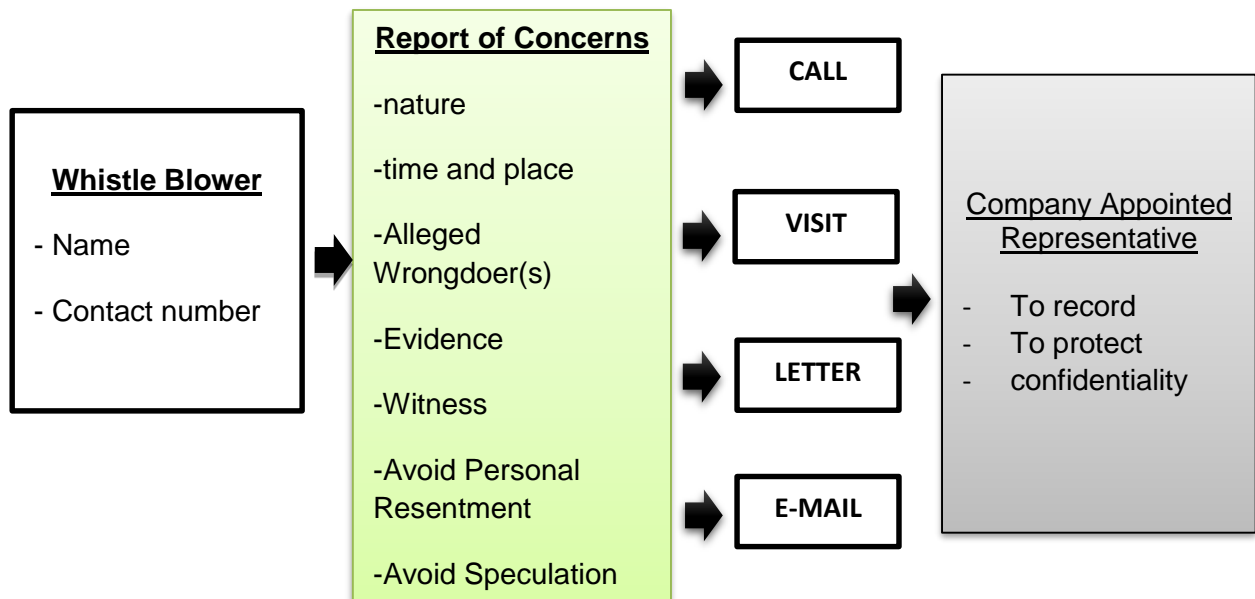 Whistle Blower
- Name
- Contact number
Report of Concerns
-nature
-time and place
-Alleged
Wrongdoer(s)
-Evidence
-Witness
-Avoid Personal
Resentment
-Avoid Speculation
CALL
VISIT
LETTER
E-MAIL
Company Appointed
Representative
- To record
- To protect
- confidentiality